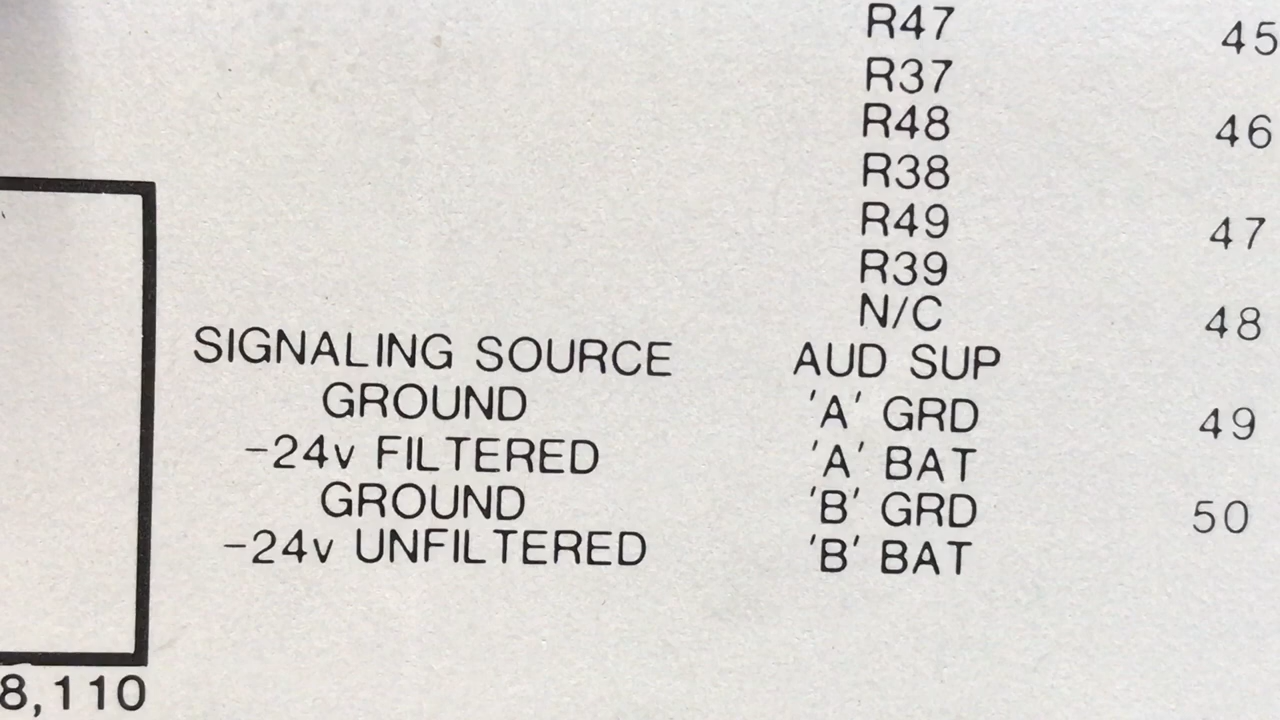 R47 45
R37
R48 46
R38
R49 47
R39
N/C 48
SIGNALING SOURCE AUD SUP
GROUND 'A' GRD 49
-24v FILTERED 'A' BAT
GROUND 'B' GRD 50
-24v UNFILTERED 'B' BAT
8,110